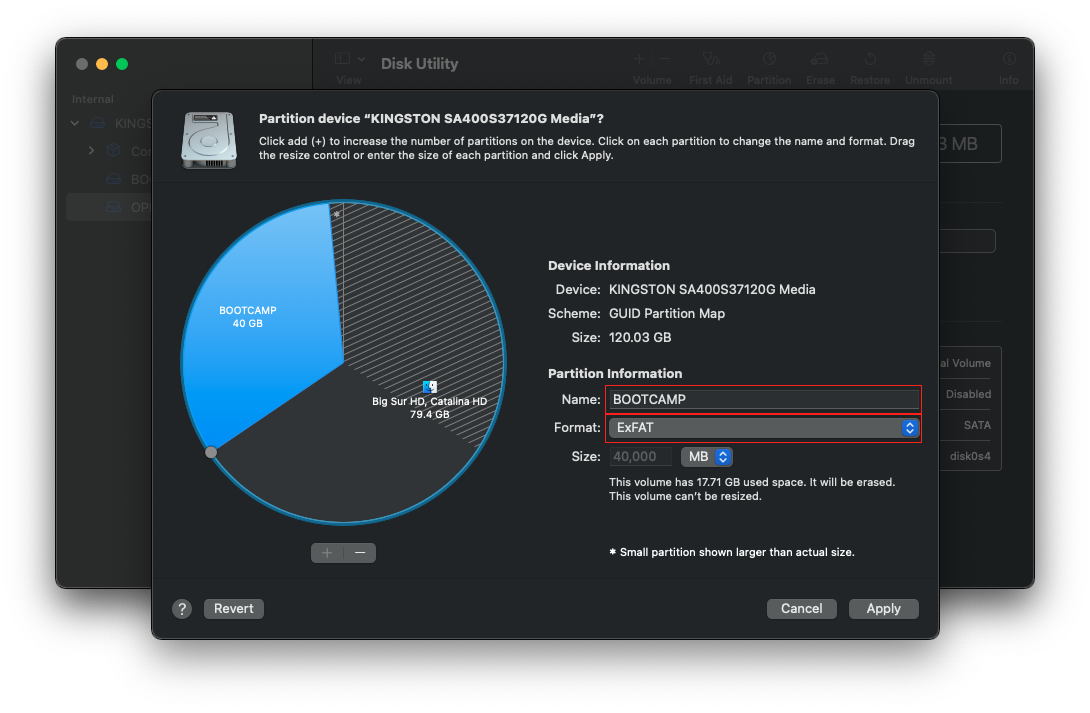 Disk Utility
View
Volume
First Aid
Partition
Erase
Restore
Unmount
Info
Internal
KINGS
Co
BO
OP
3 MB
al Volume
Disabled
SATA
disk0s4
Partition device “KINGSTON SA400S37120G Media”?
Click add (+) to increase the number of partitions on the device. Click on each partition to change the name and format. Drag
the resize control or enter the size of each partition and click Apply.
*
BOOTCAMP
40 GB
Big Sur HD, Catalina HD
79.4 GB
Device Information
Device: KINGSTON SA400S37120G Media
Scheme: GUID Partition Map
Size: 120.03 GB
Partition Information
Name: BOOTCAMP
Format: ExFAT
Size: 40,000 MB
This volume has 17.71 GB used space. It will be erased.
This volume can’t be resized.
* Small partition shown larger than actual size.
+ −
? Revert Cancel Apply